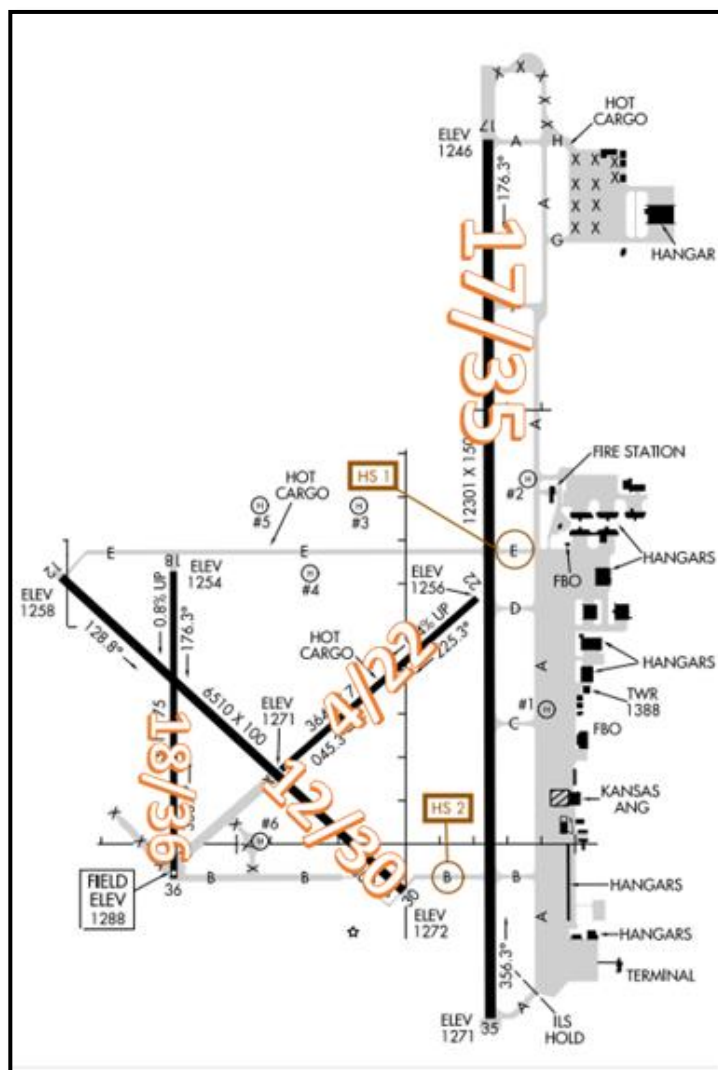 HOT
CARGO
ELEV
1246
17
A
H
176.3°
A
G
HANGAR
17/35
A
12301 X 150
FIRE STATION
HS 1
HOT
CARGO
#5
H
#3
H
#2
H
E
E
E
HANGARS
FBO
12
ELEV
1258
18
ELEV
1254
#4
H
ELEV
1256
22
0.8% UP
176.3°
D
128.8°
HOT
CARGO
% UP
225.3°
A
HANGARS
TWR
1388
#1
H
6510 X 100
ELEV
1271
4/22
045.3°
C
FBO
18/36
12/30
KANSAS
ANG
HS 2
#6
H
FIELD
ELEV
1288
36
B
B
B
B
30
ELEV
1272
A
HANGARS
HANGARS
TERMINAL
356.3°
A
ILS
HOLD
ELEV
1271
35